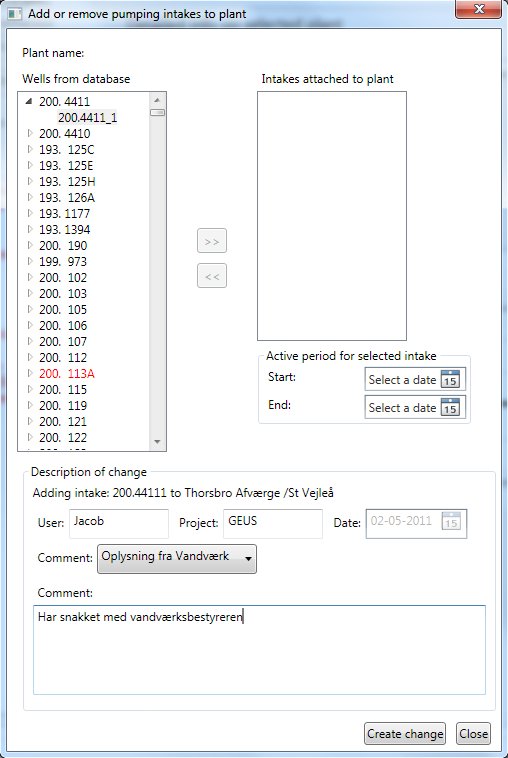 Add or remove pumping intakes to plant
Plant name:
Wells from database
200. 4411
200.4411_1
200. 4410
193. 125C
193. 125E
193. 125H
193. 126A
193. 1177
193. 1394
200. 190
199. 973
200. 102
200. 103
200. 105
200. 106
200. 107
200. 112
200. 113A
200. 115
200. 119
200. 121
200. 122
>>
<<
Intakes attached to plant
Active period for selected intake
Start: Select a date 15
End: Select a date 15
Description of change
Adding intake: 200.44111 to Thorsbro Afværge /St Vejleå
User: Jacob Project: GEUS Date: 02-05-2011 15
Comment: Oplysning fra Vandværk
Comment:
Har snakket med vandværksbestyreren
Create change Close